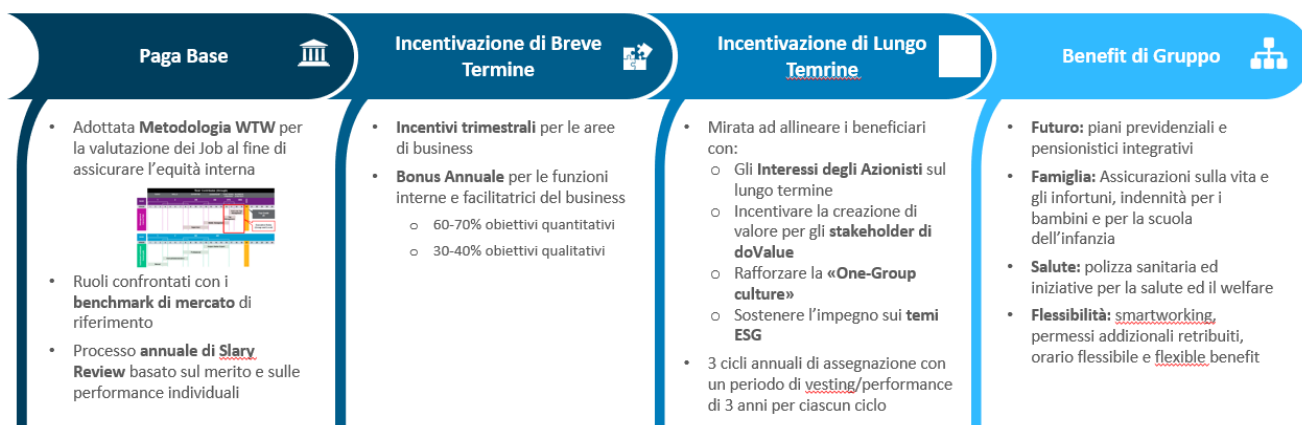 Paga Base
• Adottata Metodologia WTW per
la valutazione dei Job al fine di
assicurare l'equità interna
• Ruoli confrontati con i
benchmark di mercato di
riferimento
• Processo annuale di Slary
Review basato sul merito e sulle
performance individuali
Incentivazione di Breve
Termine
• Incentivi trimestrali per le aree
di business
• Bonus Annuale per le funzioni
interne e facilitatrici del business
o 60-70% obiettivi quantitativi
o 30-40% obiettivi qualitativi
Incentivazione di Lungo
Temrine
• Mirata ad allineare i beneficiari
con:
o Gli Interessi degli Azionisti sul
lungo termine
o Incentivare la creazione di
valore per gli stakeholder di
doValue
o Rafforzare la «One-Group
culture»
o Sostenere l'impegno sui temi
ESG
• 3 cicli annuali di assegnazione con
un periodo di vesting/performance
di 3 anni per ciascun ciclo
Benefit di Gruppo
• Futuro: piani previdenziali e
pensionistici integrativi
• Famiglia: Assicurazioni sulla vita e
gli infortuni, indennità per i
bambini e per la scuola
dell'infanzia
• Salute: polizza sanitaria ed
iniziative per la salute ed il welfare
• Flessibilità: smartworking,
permessi addizionali retribuiti,
orario flessibile e flexible benefit